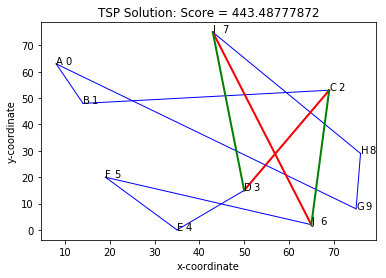 TSP Solution: Score = 443.48777872
7
70
A 0
60
C 2
50
B 1
y-coordinate
40
30
H 8
20
F 5
D 3
10
G 9
6
0
E 4
10 20 30 40 50 60 70
x-coordinate